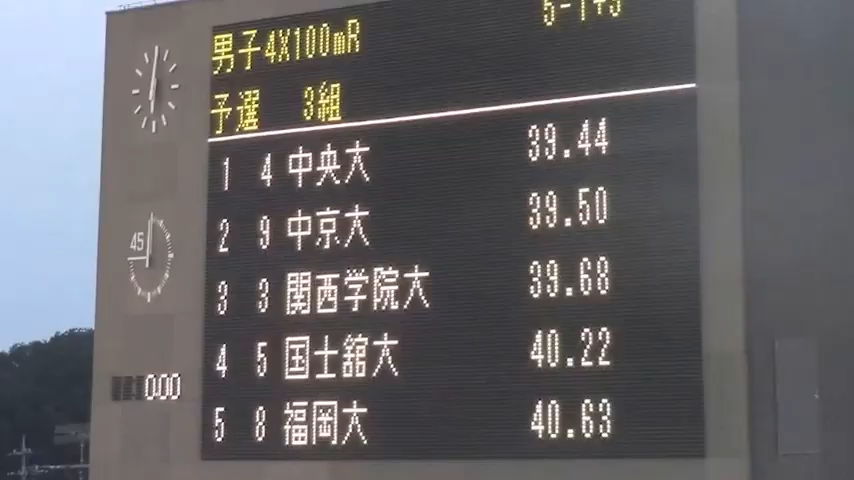 男子4X100mR
予選 3組
1 4 中央大 39.44
2 9 中京大 39.50
3 3 関西学院大 39.68
4 5 国士舘大 40.22
5 8 福岡大 40.63
45
000